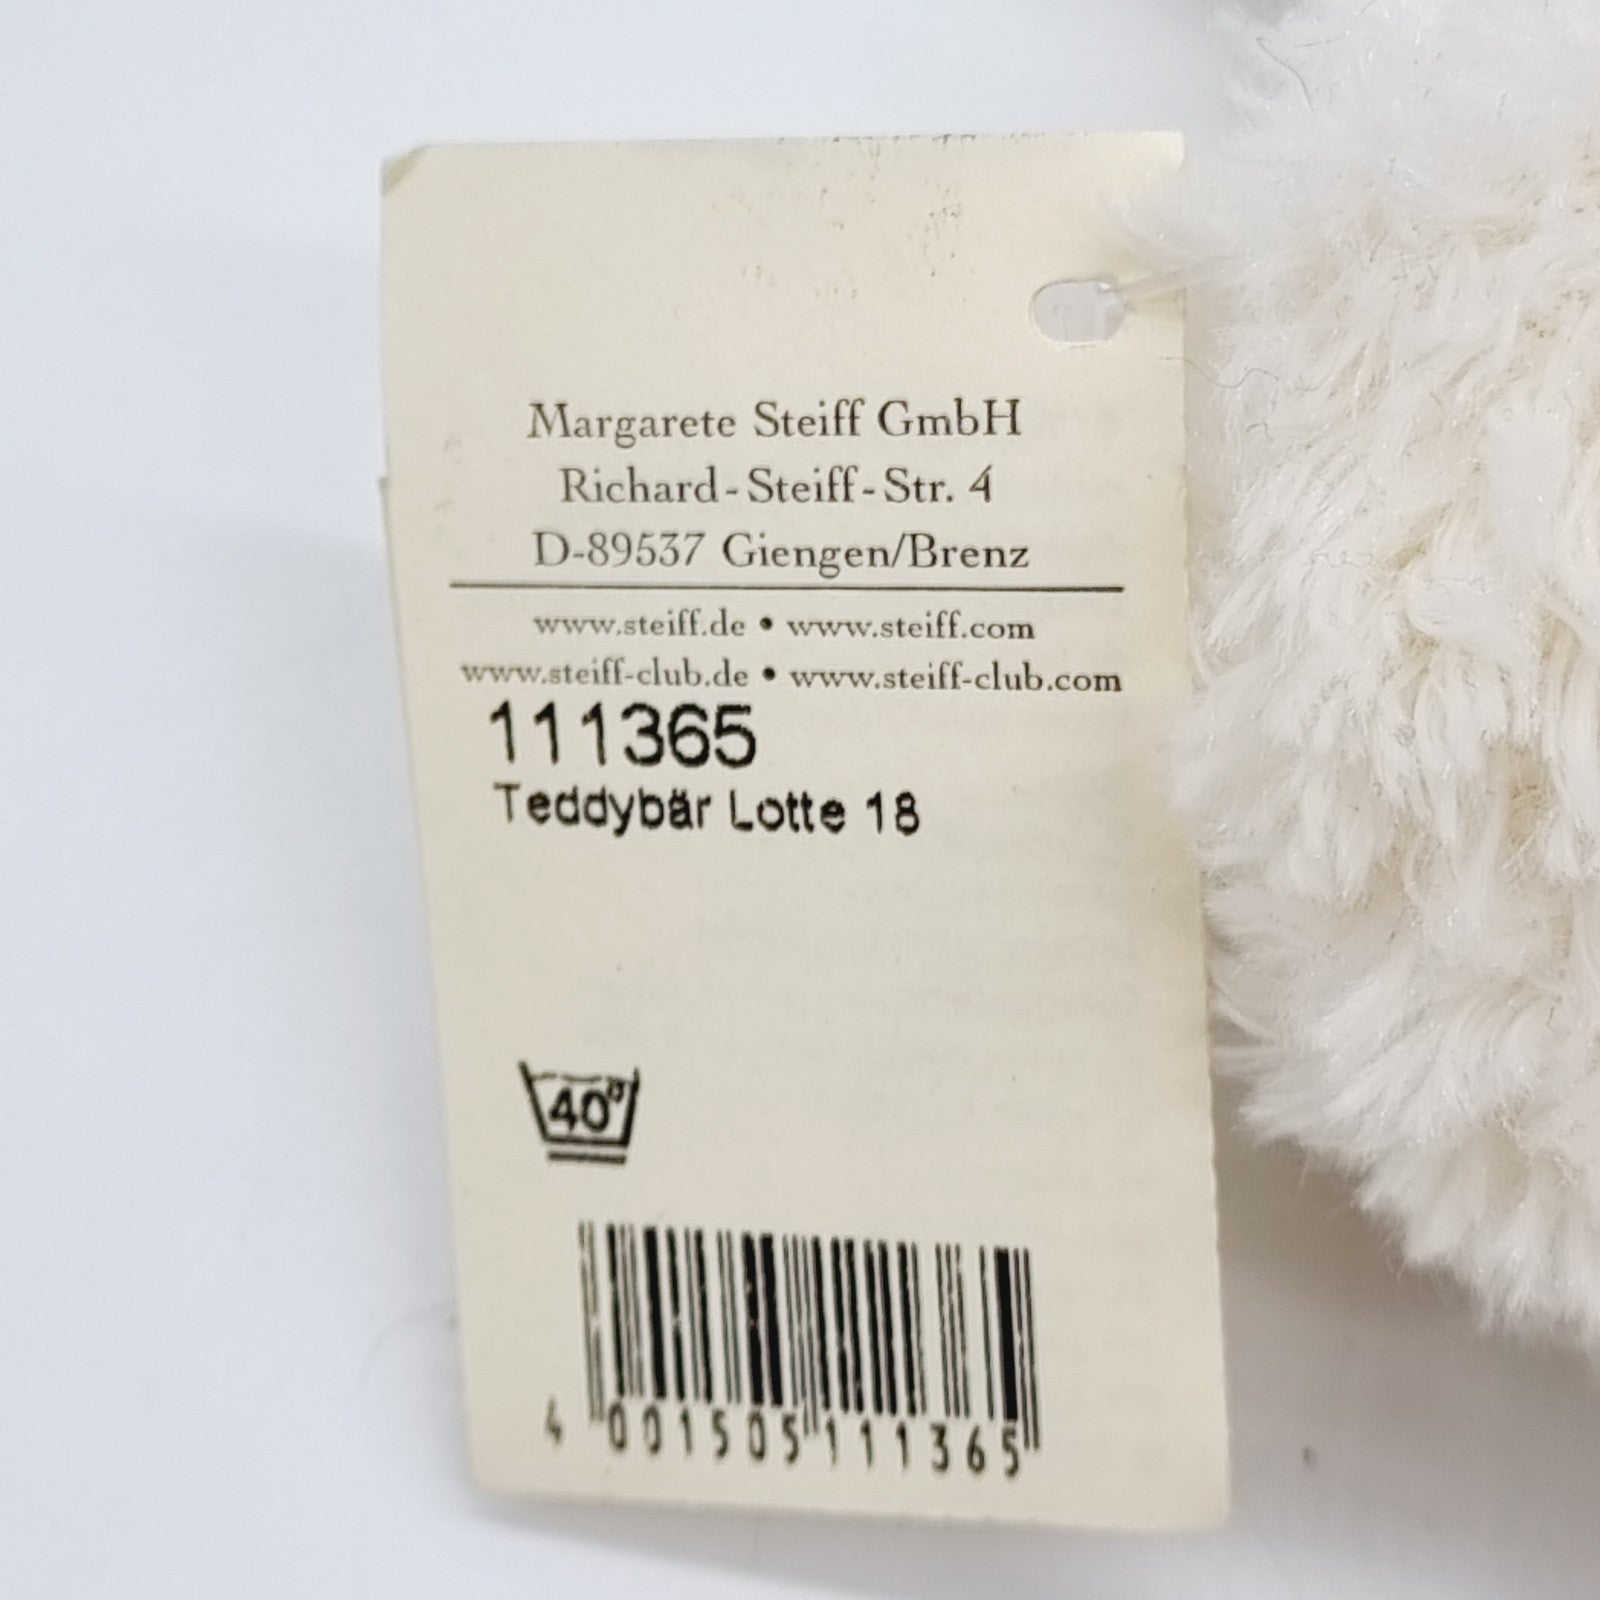 Margarete Steiff GmbH
Richard-Steiff-Str. 4
D-89537 Giengen/Brenz
www.steiff.de • www.steiff.com
www.steiff-club.de • www.steiff-club.com
111365
Teddybär Lotte 18
40°
4 001505 111365